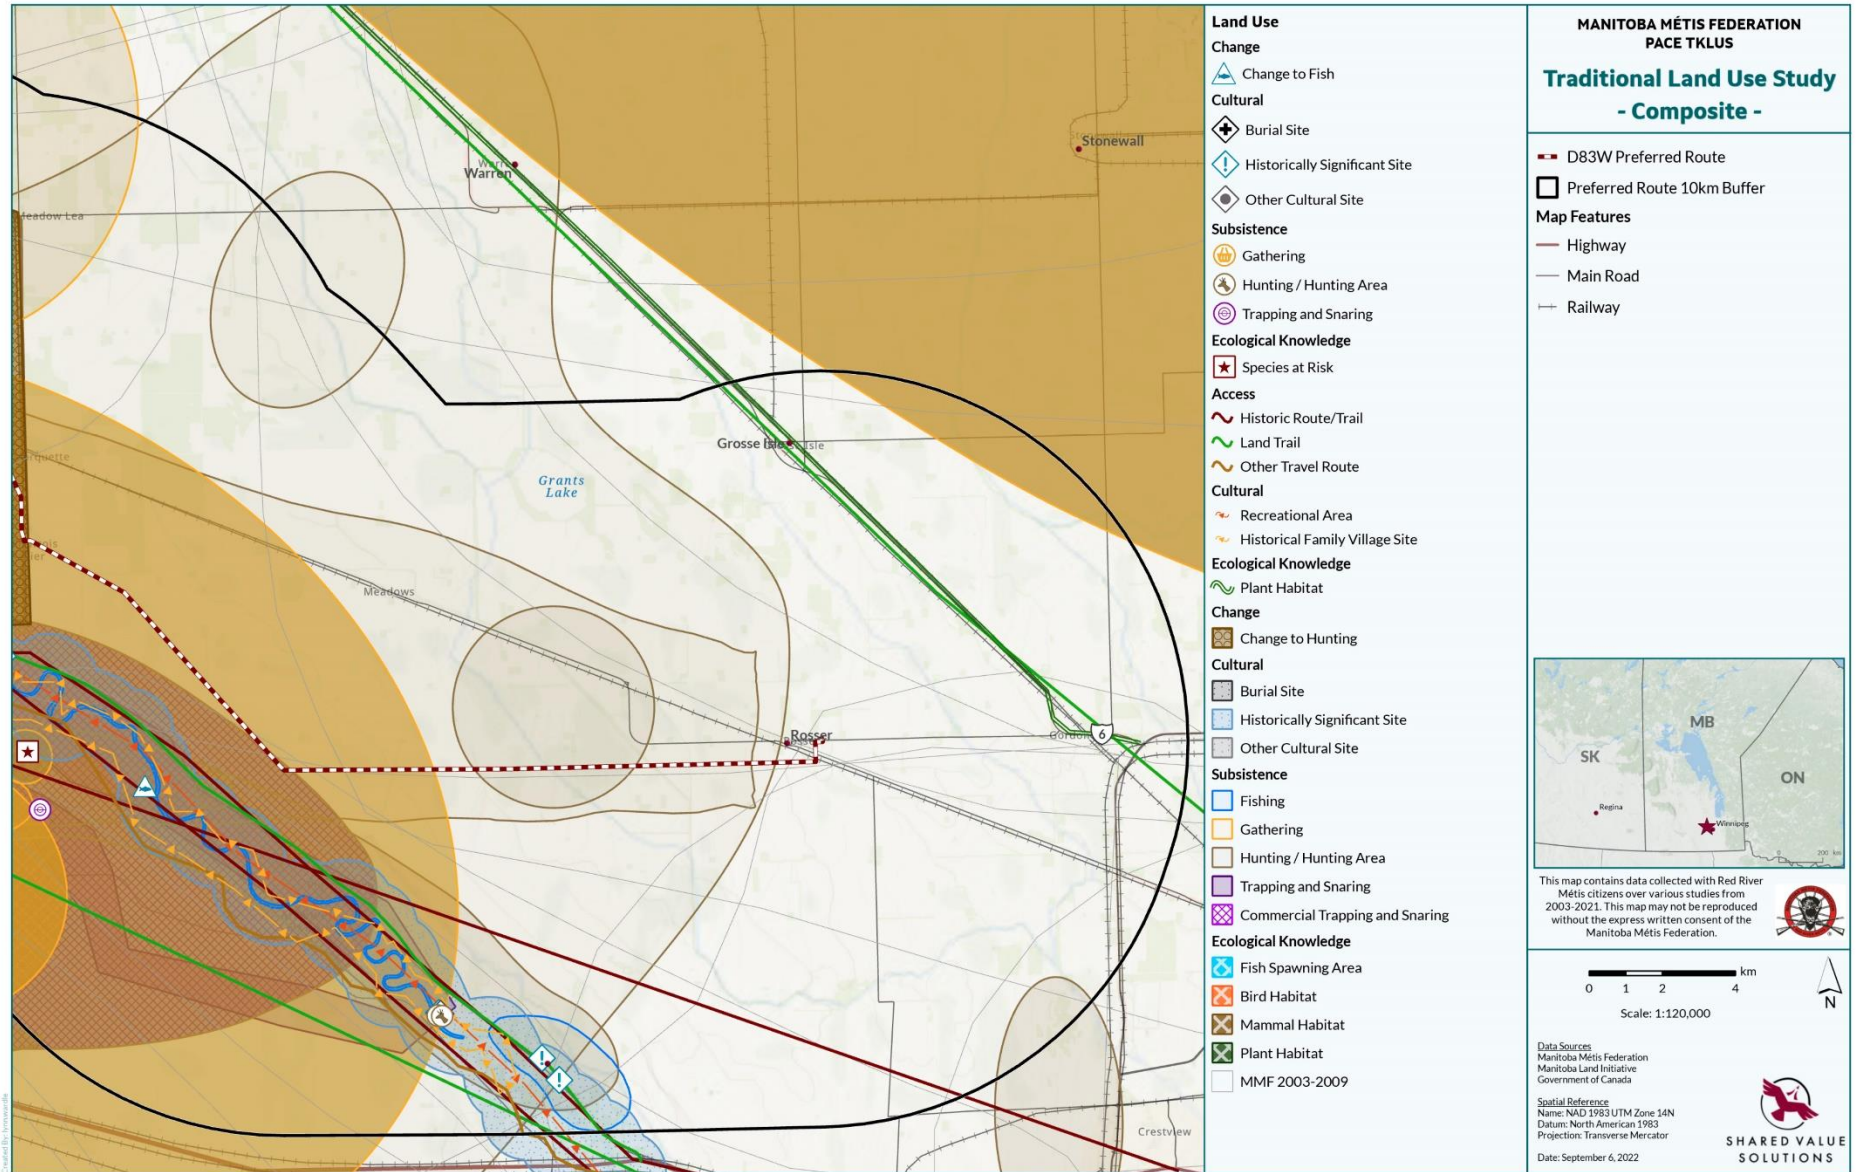 Land Use
Change
Change to Fish
Cultural
Burial Site
Historically Significant Site
Other Cultural Site
Subsistence
Gathering
Hunting / Hunting Area
Trapping and Snaring
Ecological Knowledge
Species at Risk
Access
Historic Route/Trail
Land Trail
Other Travel Route
Cultural
Recreational Area
Historical Family Village Site
Ecological Knowledge
Plant Habitat
Change
Change to Hunting
Cultural
Burial Site
Historically Significant Site
Other Cultural Site
Subsistence
Fishing
Gathering
Hunting / Hunting Area
Trapping and Snaring
Commercial Trapping and Snaring
Ecological Knowledge
Fish Spawning Area
Bird Habitat
Mammal Habitat
Plant Habitat
MMF 2003-2009
MANITOBA MÉTIS FEDERATION
PACE TKLUS
Traditional Land Use Study
- Composite -
D83W Preferred Route
Preferred Route 10km Buffer
Map Features
Highway
Main Road
Railway
MB
SK
ON
Regina
Winnipeg
0 200 km
This map contains data collected with Red River
Métis citizens over various studies from
2003-2021. This map may not be reproduced
without the express written consent of the
Manitoba Métis Federation.
km
0 1 2 4
N
Scale: 1:120,000
Data Sources
Manitoba Métis Federation
Manitoba Land Initiative
Government of Canada
Spatial Reference
Name: NAD 1983 UTM Zone 14N
Datum: North American 1983
Projection: Transverse Mercator
Date: September 6, 2022
SHARED VALUE
SOLUTIONS
Stonewall
Warren
Meadow Lea
Grosse Isle
Grants
Lake
Meadows
Rosser
Gordon
6
Crestview